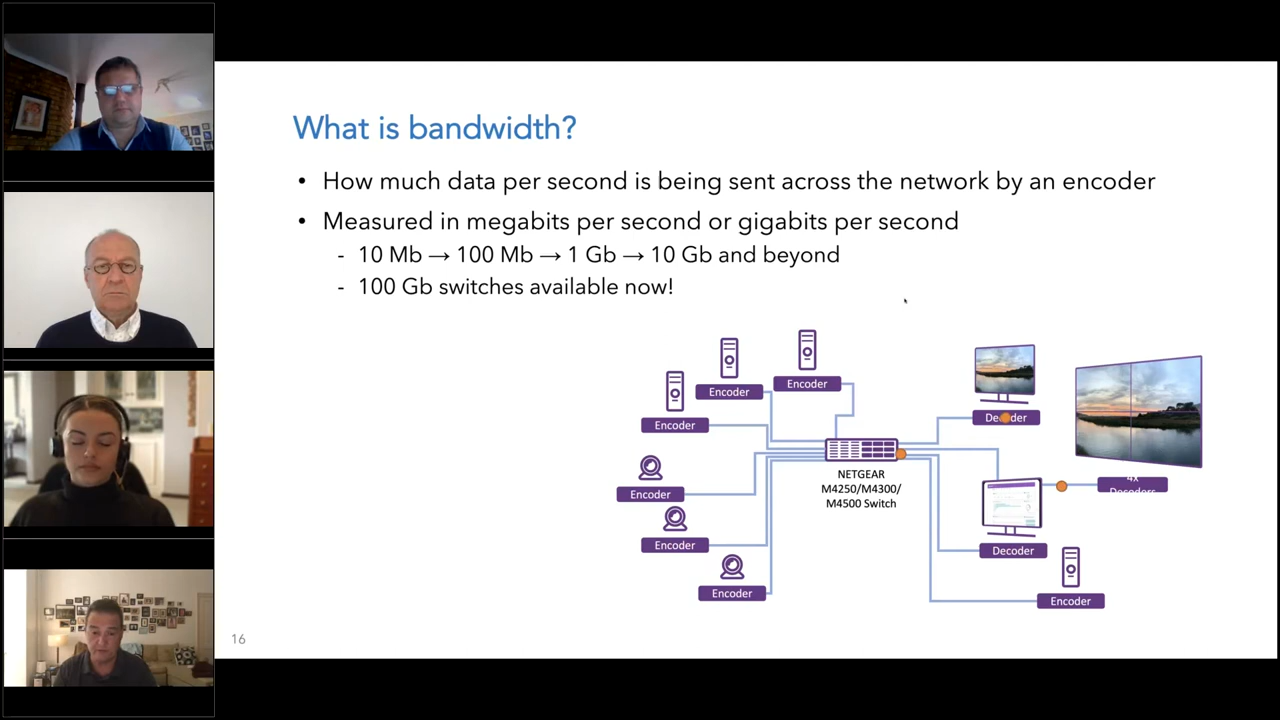 What is bandwidth?
• How much data per second is being sent across the network by an encoder
• Measured in megabits per second or gigabits per second
- 10 Mb → 100 Mb → 1 Gb → 10 Gb and beyond
- 100 Gb switches available now!
Encoder
Encoder
Encoder
Encoder
Encoder
Encoder
NETGEAR
M4250/M4300/
M4500 Switch
Decoder
4x
Decoders
Decoder
Encoder
16